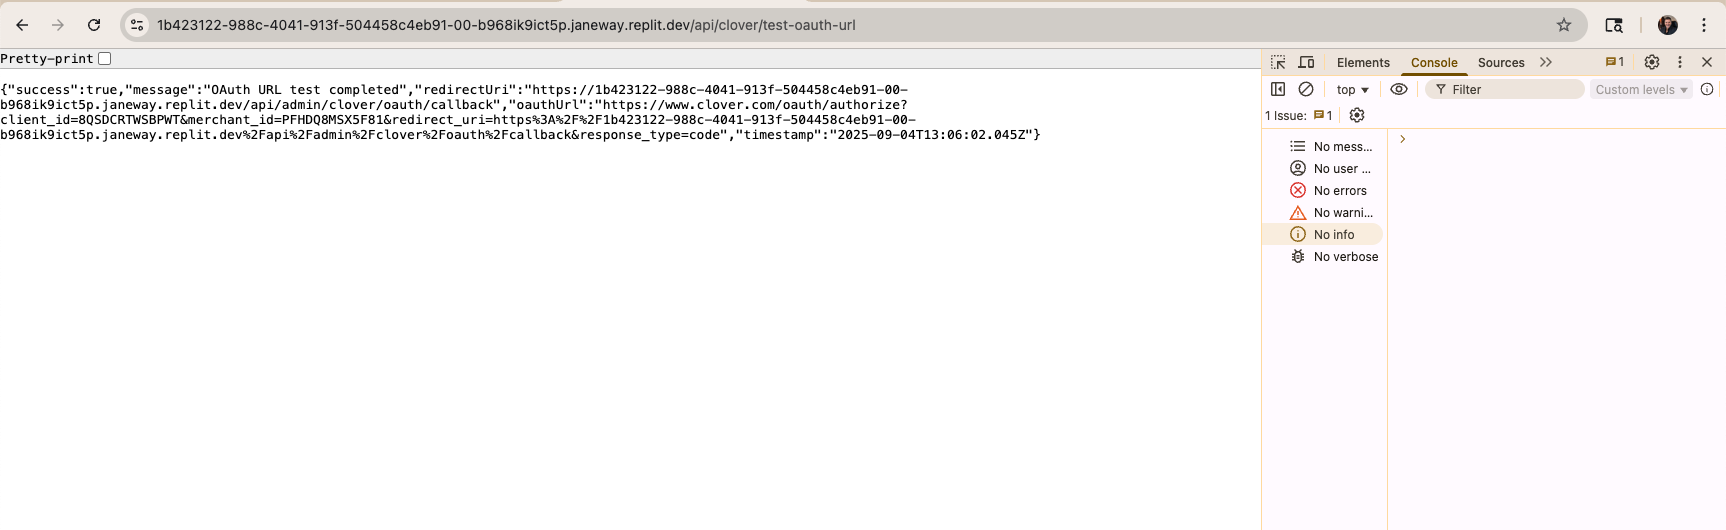 1b423122-988c-4041-913f-504458c4eb91-00-b968ik9ict5p.janeway.replit.dev/api/clover/test-oauth-url
Pretty-print
{"success":true,"message":"OAuth URL test completed","redirectUri":"https://1b423122-988c-4041-913f-504458c4eb91-00-
b968ik9ict5p.janeway.replit.dev/api/admin/clover/oauth/callback","oauthUrl":"https://www.clover.com/oauth/authorize?
client_id=8QSDCRTWSBPWT&merchant_id=PFHDQ8MSX5F81&redirect_uri=https%3A%2F%2F1b423122-988c-4041-913f-504458c4eb91-00-
b968ik9ict5p.janeway.replit.dev%2Fapi%2Fadmin%2Fclover%2Foauth%2Fcallback&response_type=code","timestamp":"2025-09-04T13:06:02.045Z"}
Elements Console Sources 1
top Filter Custom levels
1 Issue: 1
No mess...
No user ...
No errors
No warni...
No info
No verbose